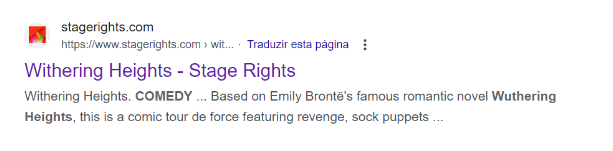 stagerights.com
https://www.stagerights.com › wit... · Traduzir esta página
Withering Heights - Stage Rights
Withering Heights. COMEDY ... Based on Emily Brontë's famous romantic novel Wuthering
Heights, this is a comic tour de force featuring revenge, sock puppets ...